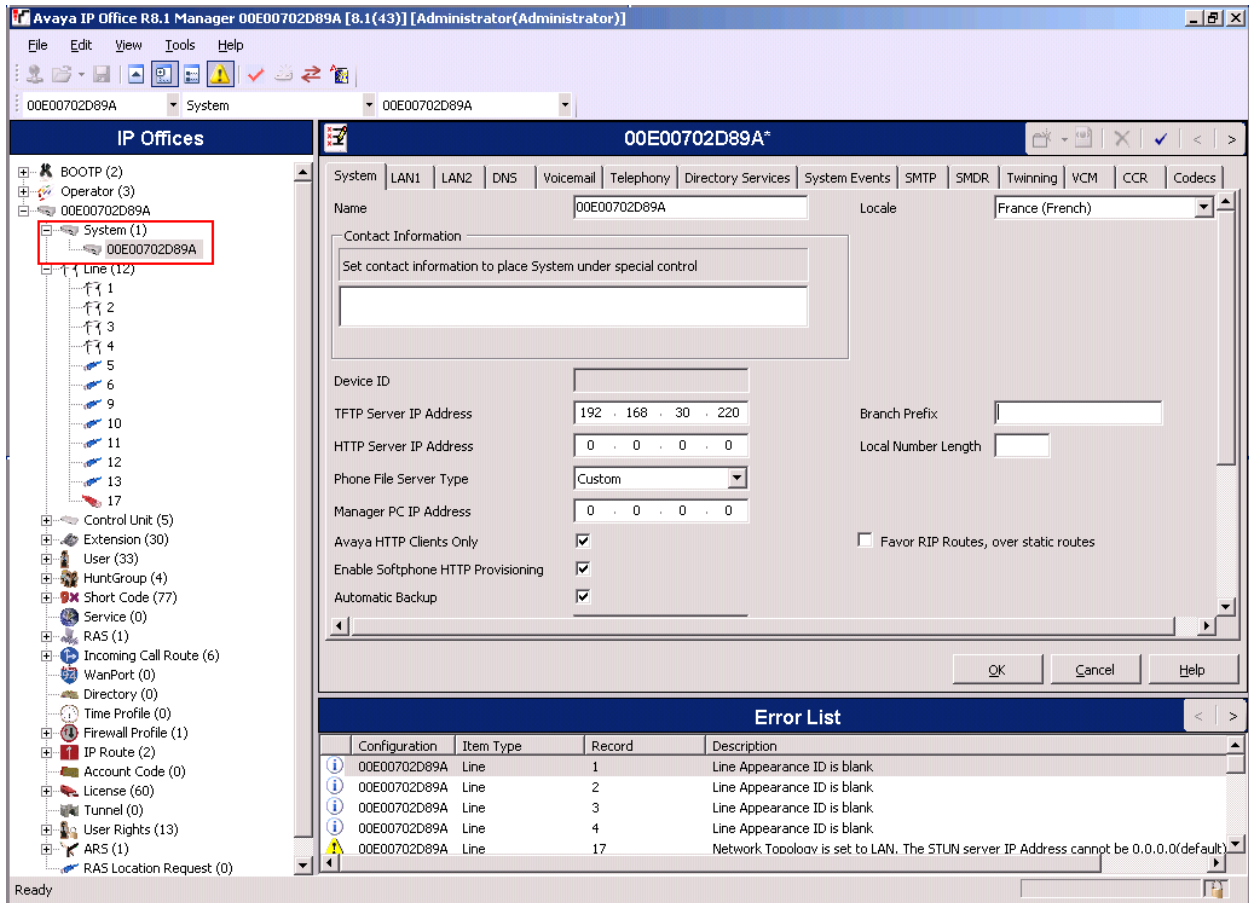 Avaya IP Office R8.1 Manager 00E00702D89A [8.1(43)] [Administrator(Administrator)]
File Edit View Tools Help
00E00702D89A System 00E00702D89A
IP Offices
BOOTP (2)
Operator (3)
00E00702D89A
System (1)
00E00702D89A
Line (12)
1
2
3
4
5
6
9
10
11
12
13
17
Control Unit (5)
Extension (30)
User (33)
HuntGroup (4)
Short Code (77)
Service (0)
RAS (1)
Incoming Call Route (6)
WanPort (0)
Directory (0)
Time Profile (0)
Firewall Profile (1)
IP Route (2)
Account Code (0)
License (60)
Tunnel (0)
User Rights (13)
ARS (1)
RAS Location Request (0)
00E00702D89A*
System LAN1 LAN2 DNS Voicemail Telephony Directory Services System Events SMTP SMDR Twinning VCM CCR Codecs
Name 00E00702D89A Locale France (French)
Contact Information
Set contact information to place System under special control
Device ID
TFTP Server IP Address 192 . 168 . 30 . 220 Branch Prefix
HTTP Server IP Address 0 . 0 . 0 . 0 Local Number Length
Phone File Server Type Custom
Manager PC IP Address 0 . 0 . 0 . 0
Avaya HTTP Clients Only Favor RIP Routes, over static routes
Enable Softphone HTTP Provisioning
Automatic Backup
OK Cancel Help
Error List
Configuration Item Type Record Description
00E00702D89A Line 1 Line Appearance ID is blank
00E00702D89A Line 2 Line Appearance ID is blank
00E00702D89A Line 3 Line Appearance ID is blank
00E00702D89A Line 4 Line Appearance ID is blank
00E00702D89A Line 17 Network Topology is set to LAN. The STUN server IP Address cannot be 0.0.0.0(default)
Ready